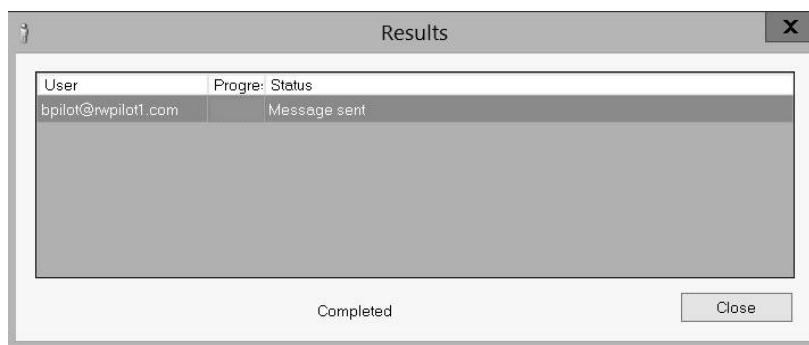 Results
X
User Progre: Status
bpilot@rwpilot1.com Message sent
Completed
Close